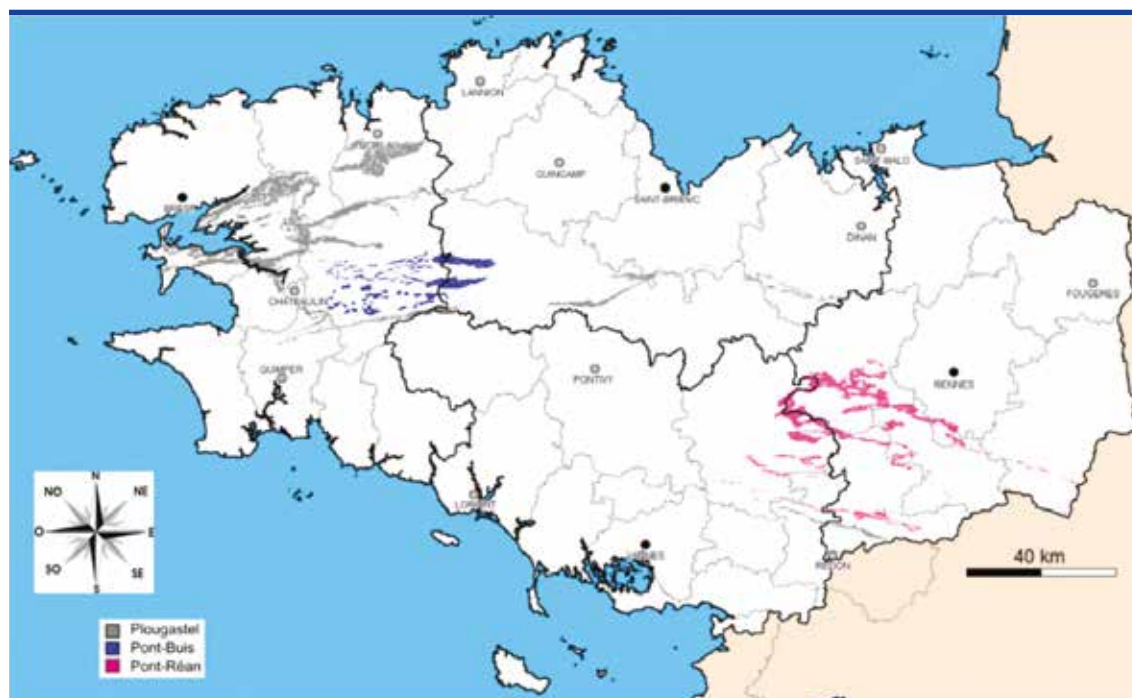 LANNION
MORLAIX
GUINGAMP
SAINT-MALO
BREST
SAINT-BRIEUC
DINAN
CHATEAULIN
FOUGERES
QUIMPER
PONTIVY
RENNES
LORIENT
VANNES
REDON
N
NO
NE
O
E
SO
SE
S
40 km
Plougastel
Pont-Buis
Pont-Réan